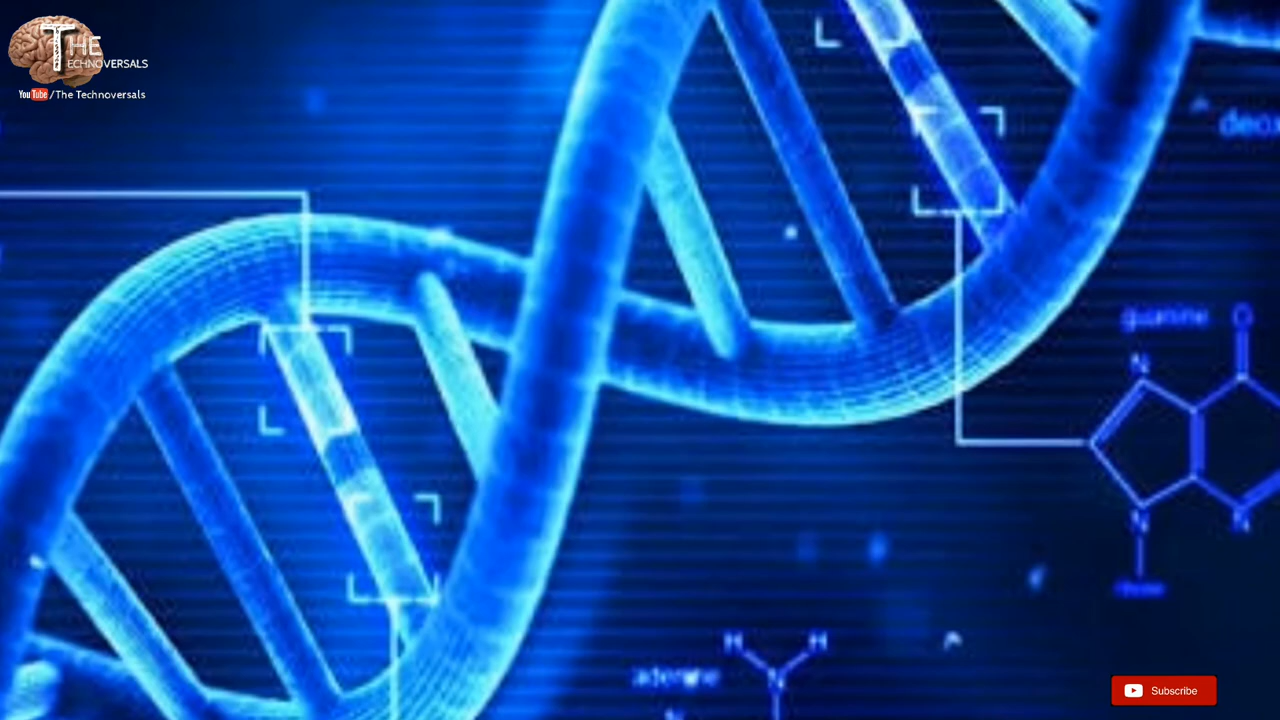 THE
TECHNOVERSALS
YouTube /The Technoversals
guanine
O
N
N
N
H
H
adenine
N
Subscribe